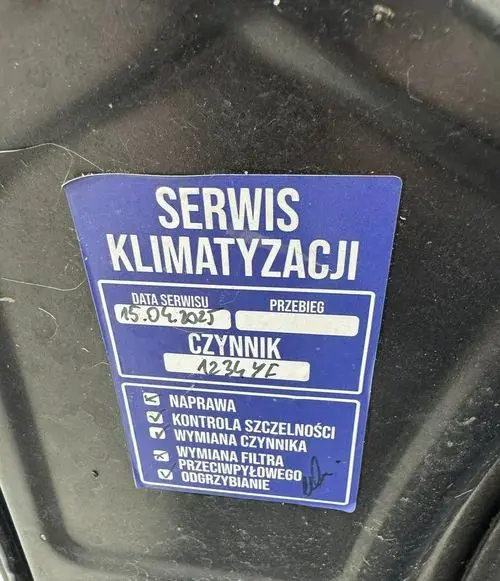 SERWIS
KLIMATYZACJI
DATA SERWISU PRZEBIEG
15.04.2025
CZYNNIK
1234YF
NAPRAWA
KONTROLA SZCZELNOŚCI
WYMIANA CZYNNIKA
WYMIANA FILTRA
PRZECIWPYŁOWEGO
ODGRZYBIANIE